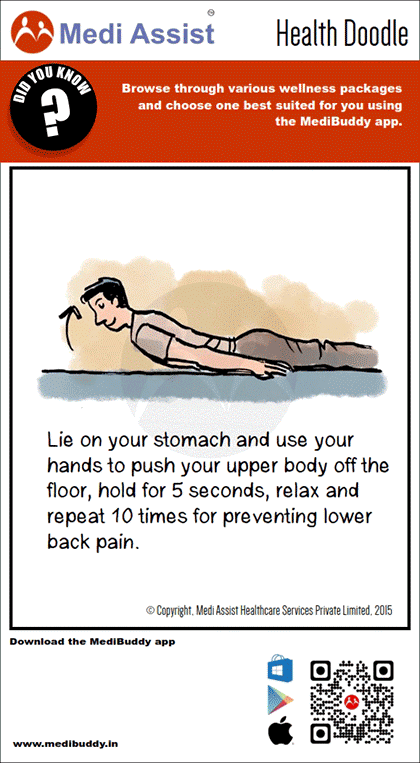 Medi Assist
TM
Health Doodle
DID YOU KNOW
?
Browse through various wellness packages
and choose one best suited for you using
the MediBuddy app.
Lie on your stomach and use your
hands to push your upper body off the
floor, hold for 5 seconds, relax and
repeat 10 times for preventing lower
back pain.
© Copyright, Medi Assist Healthcare Services Private Limited, 2015
Download the MediBuddy app
www.medibuddy.in